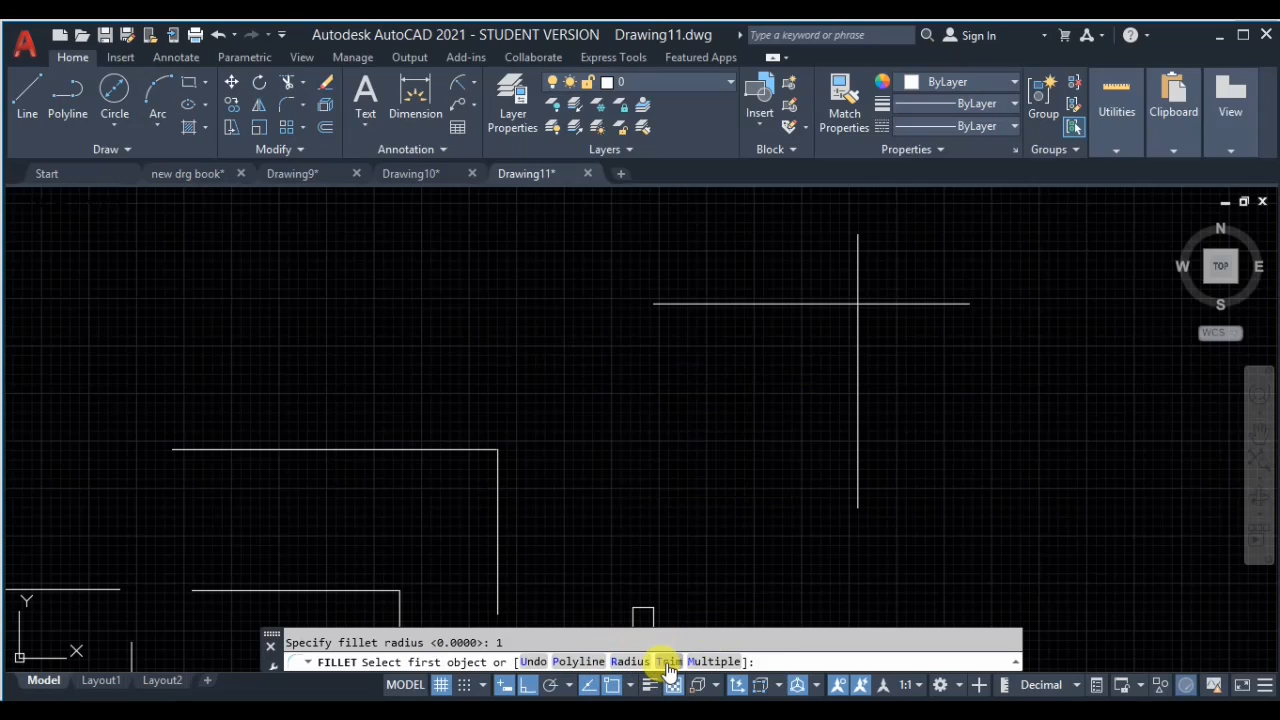 Autodesk AutoCAD 2021 - STUDENT VERSION Drawing11.dwg
Type a keyword or phrase
Sign In
Home Insert Annotate Parametric View Manage Output Add-ins Collaborate Express Tools Featured Apps
Line Polyline Circle Arc
Text Dimension
Layer Properties
0
Insert
Match Properties
ByLayer
ByLayer
ByLayer
Group
Utilities
Clipboard
View
Draw Modify Annotation Layers Block Properties Groups
Start new drg book* Drawing9* Drawing10* Drawing11*
N
W TOP E
S
WCS
Y
X
Specify fillet radius <0.0000>: 1
FILLET Select first object or [Undo Polyline Radius Trim Multiple]:
Model Layout1 Layout2
MODEL 1:1 Decimal